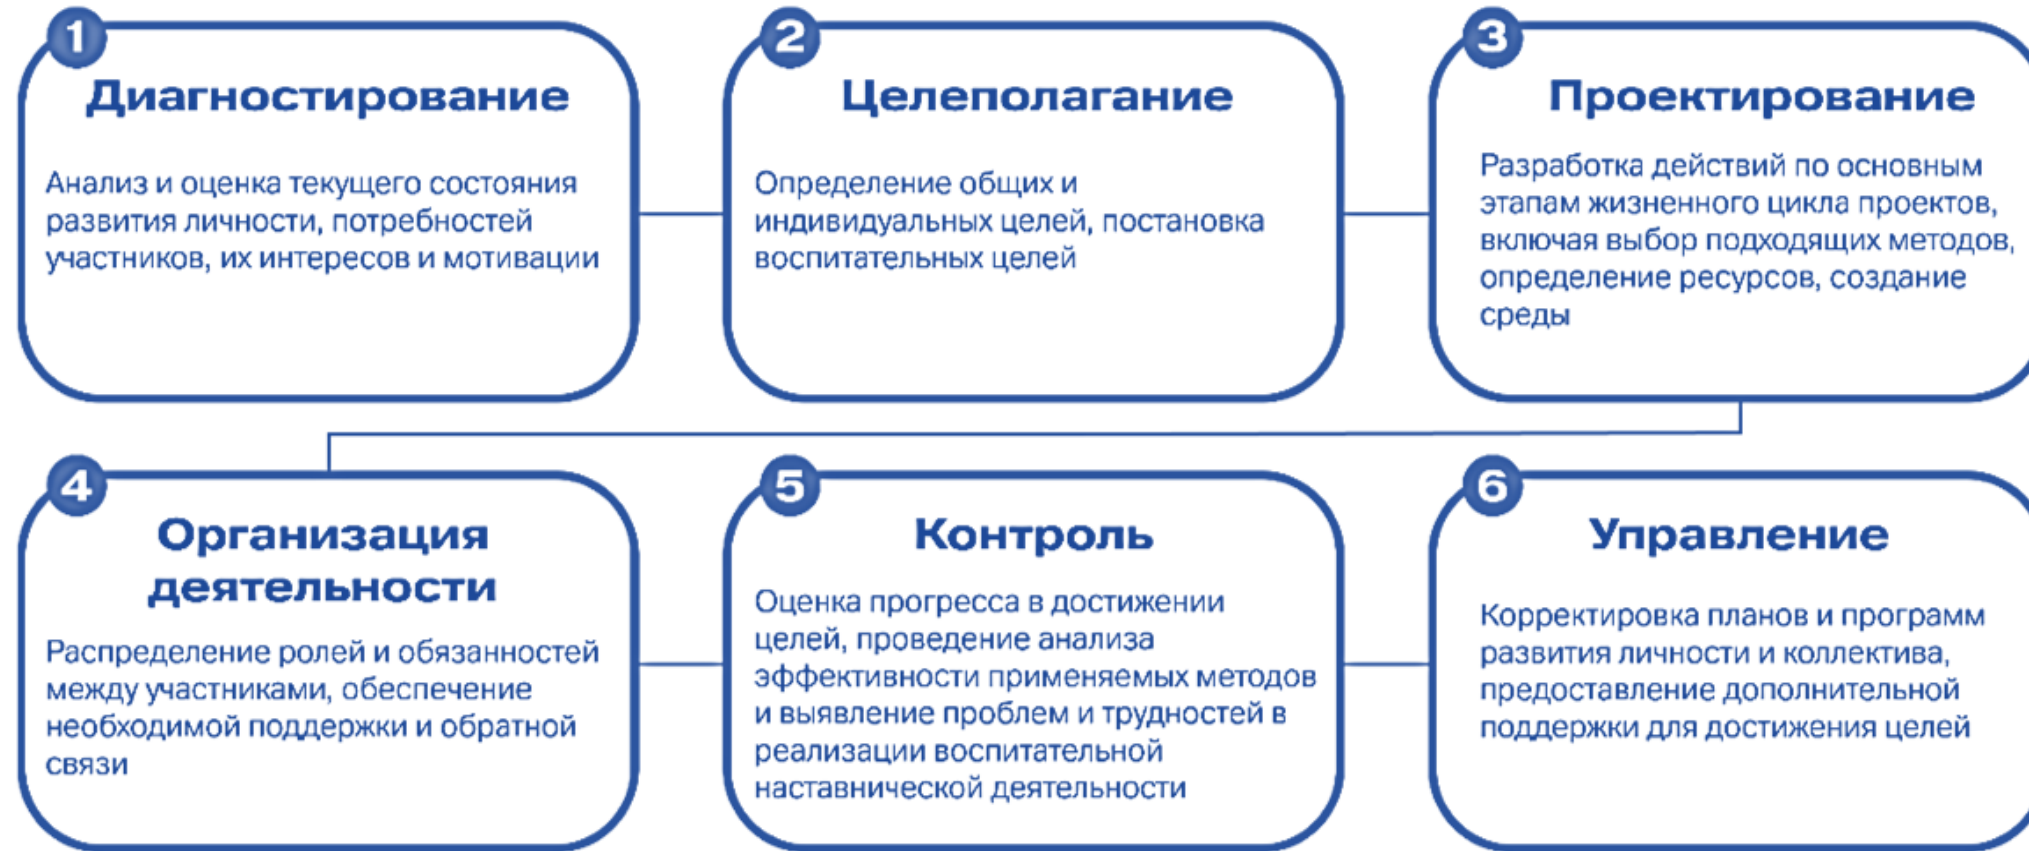 1
Диагностирование
Анализ и оценка текущего состояния
развития личности, потребностей
участников, их интересов и мотивации
2
Целеполагание
Определение общих и
индивидуальных целей, постановка
воспитательных целей
3
Проектирование
Разработка действий по основным
этапам жизненного цикла проектов,
включая выбор подходящих методов,
определение ресурсов, создание
среды
4
Организация
деятельности
Распределение ролей и обязанностей
между участниками, обеспечение
необходимой поддержки и обратной
связи
5
Контроль
Оценка прогресса в достижении
целей, проведение анализа
эффективности применяемых методов
и выявление проблем и трудностей в
реализации воспитательной
наставнической деятельности
6
Управление
Корректировка планов и программ
развития личности и коллектива,
предоставление дополнительной
поддержки для достижения целей